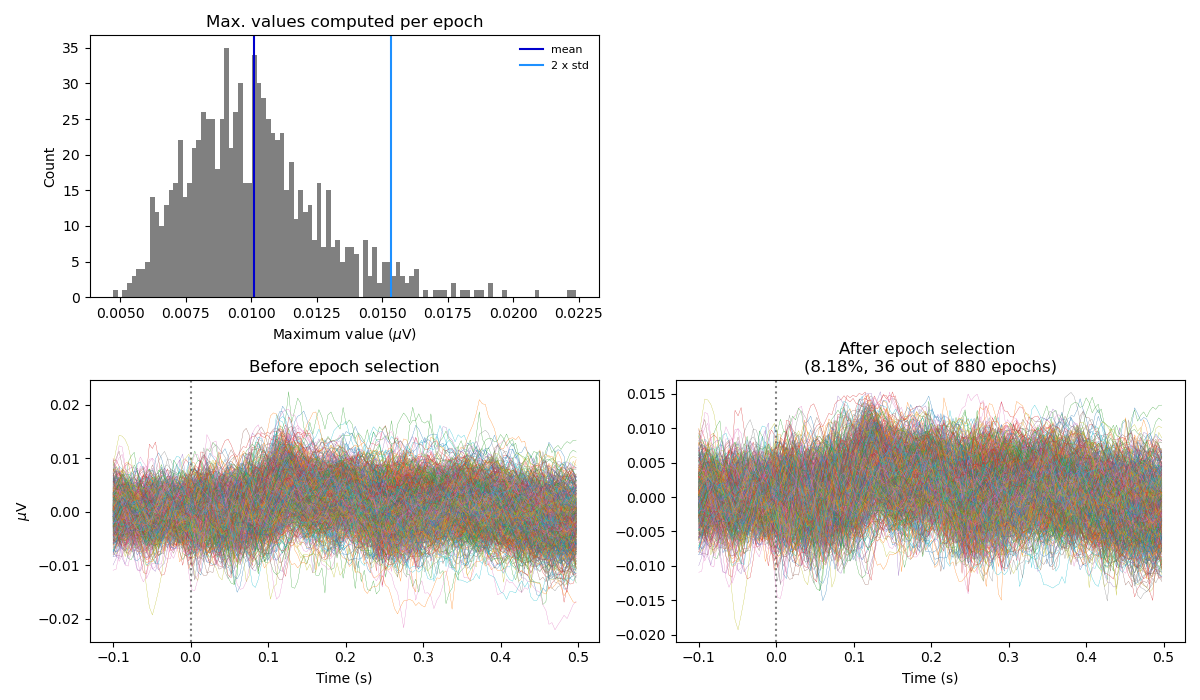 Max. values computed per epoch
35
30
25
20
15
10
5
0
Count
mean
2 x std
0.0050 0.0075 0.0100 0.0125 0.0150 0.0175 0.0200 0.0225
Maximum value (μV)
Before epoch selection
0.02
0.01
0.00
−0.01
−0.02
μV
−0.1 0.0 0.1 0.2 0.3 0.4 0.5
Time (s)
After epoch selection
(8.18%, 36 out of 880 epochs)
0.015
0.010
0.005
0.000
−0.005
−0.010
−0.015
−0.020
−0.1 0.0 0.1 0.2 0.3 0.4 0.5
Time (s)